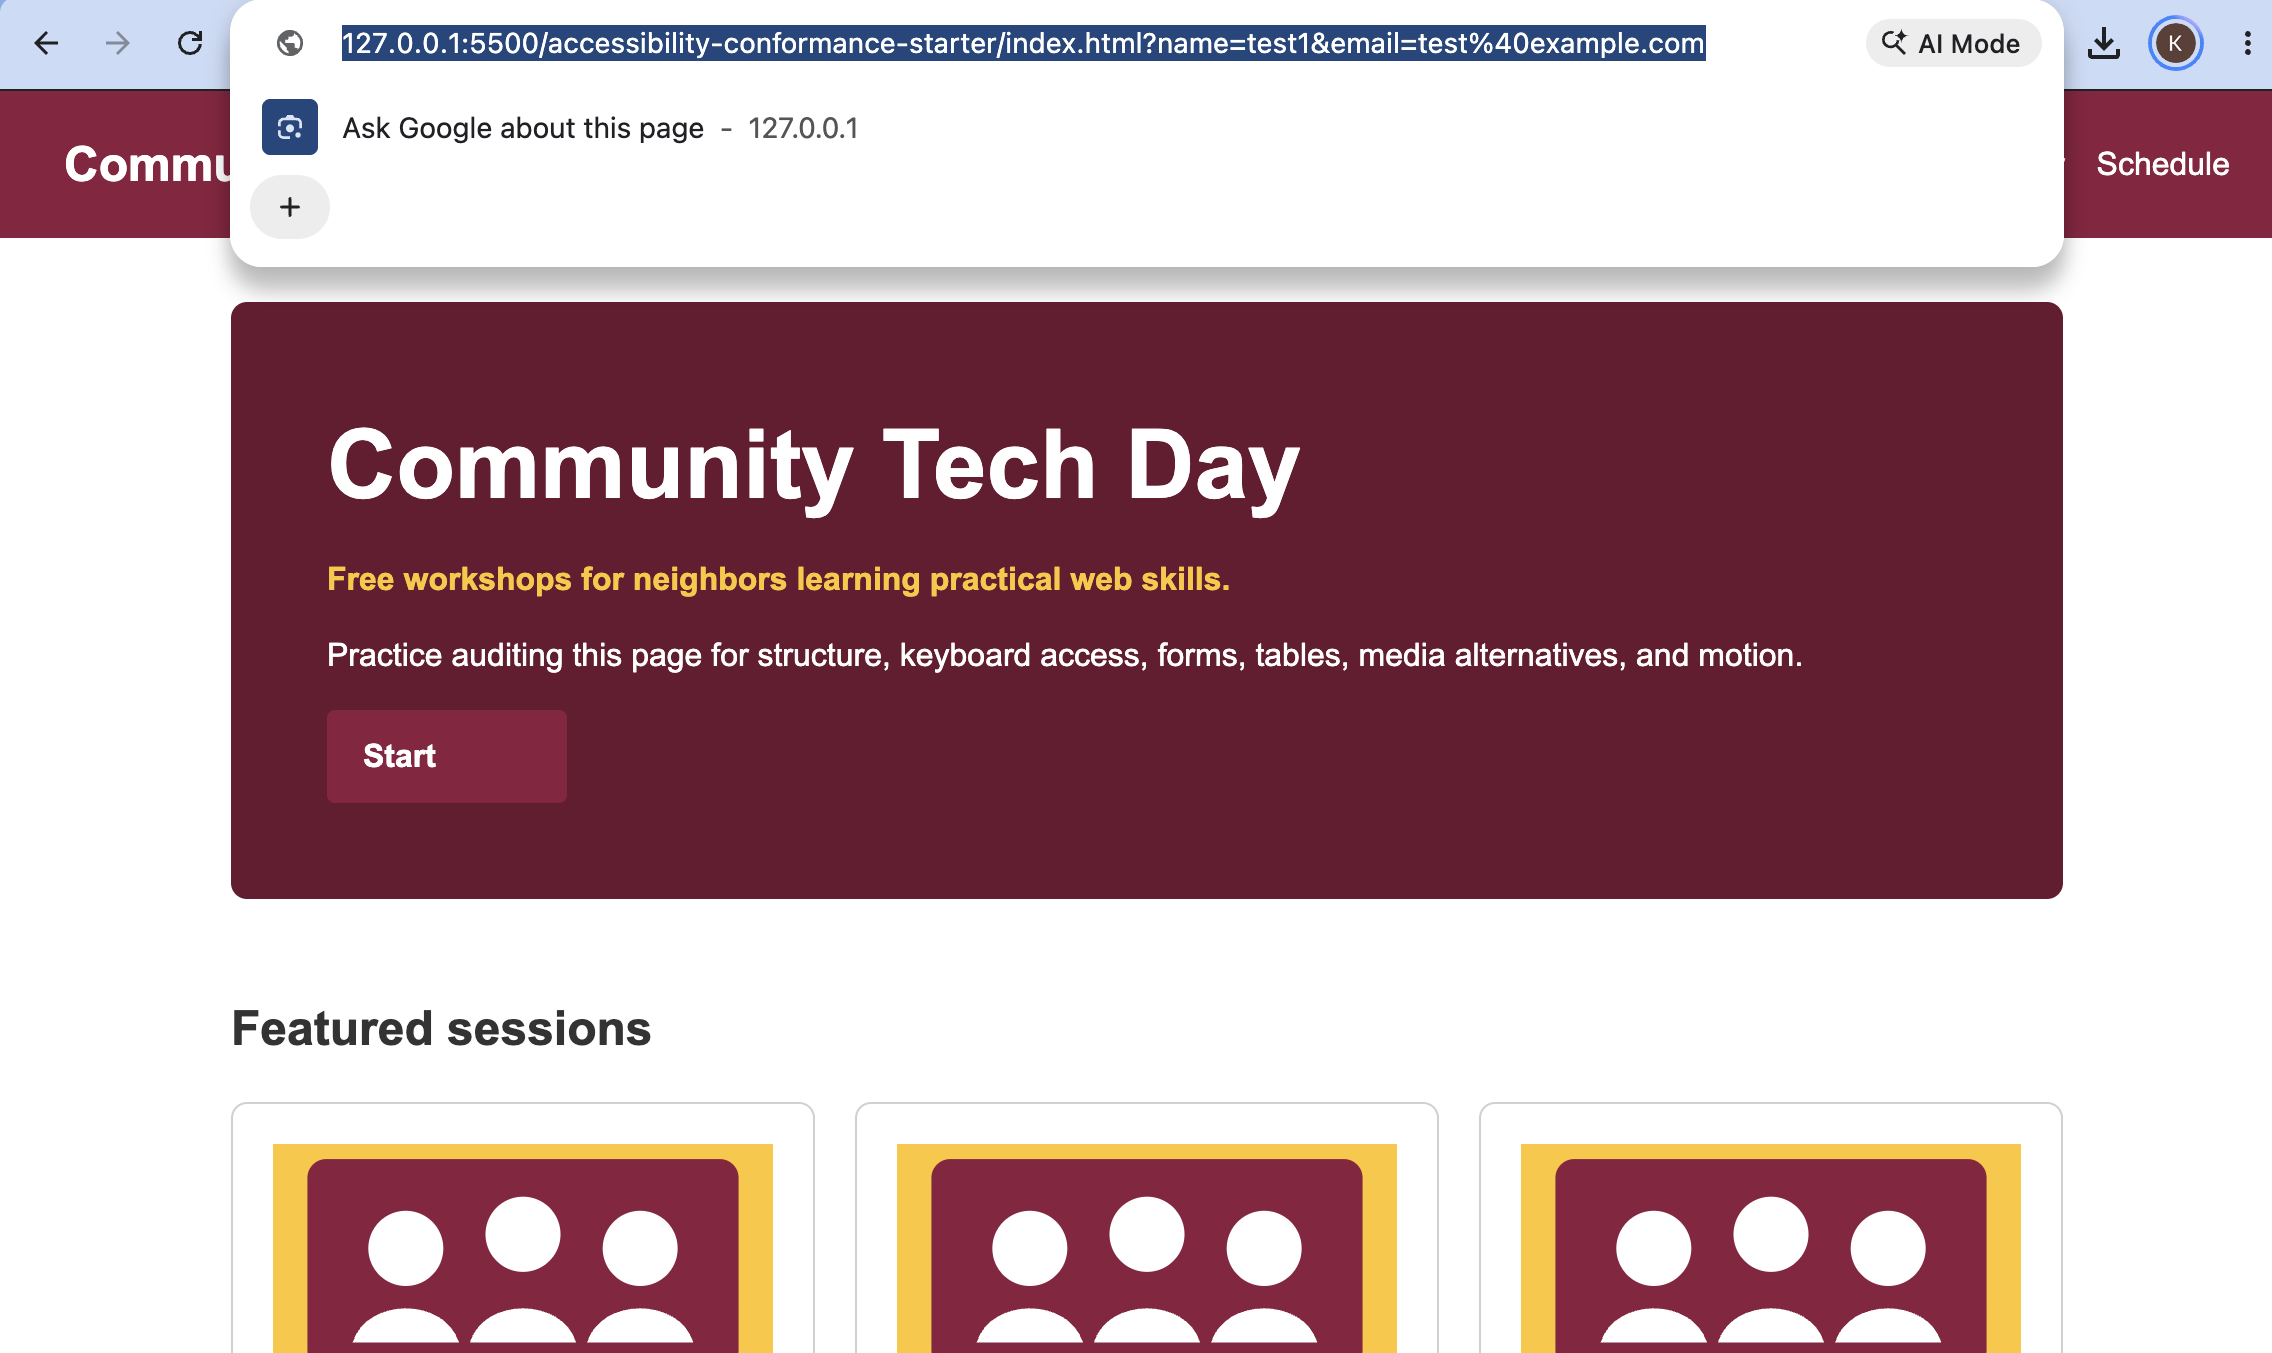 127.0.0.1:5500/accessibility-conformance-starter/index.html?name=test1&email=test%40example.com
AI Mode
K
Ask Google about this page - 127.0.0.1
Commu
Schedule
Community Tech Day
Free workshops for neighbors learning practical web skills.
Practice auditing this page for structure, keyboard access, forms, tables, media alternatives, and motion.
Start
Featured sessions